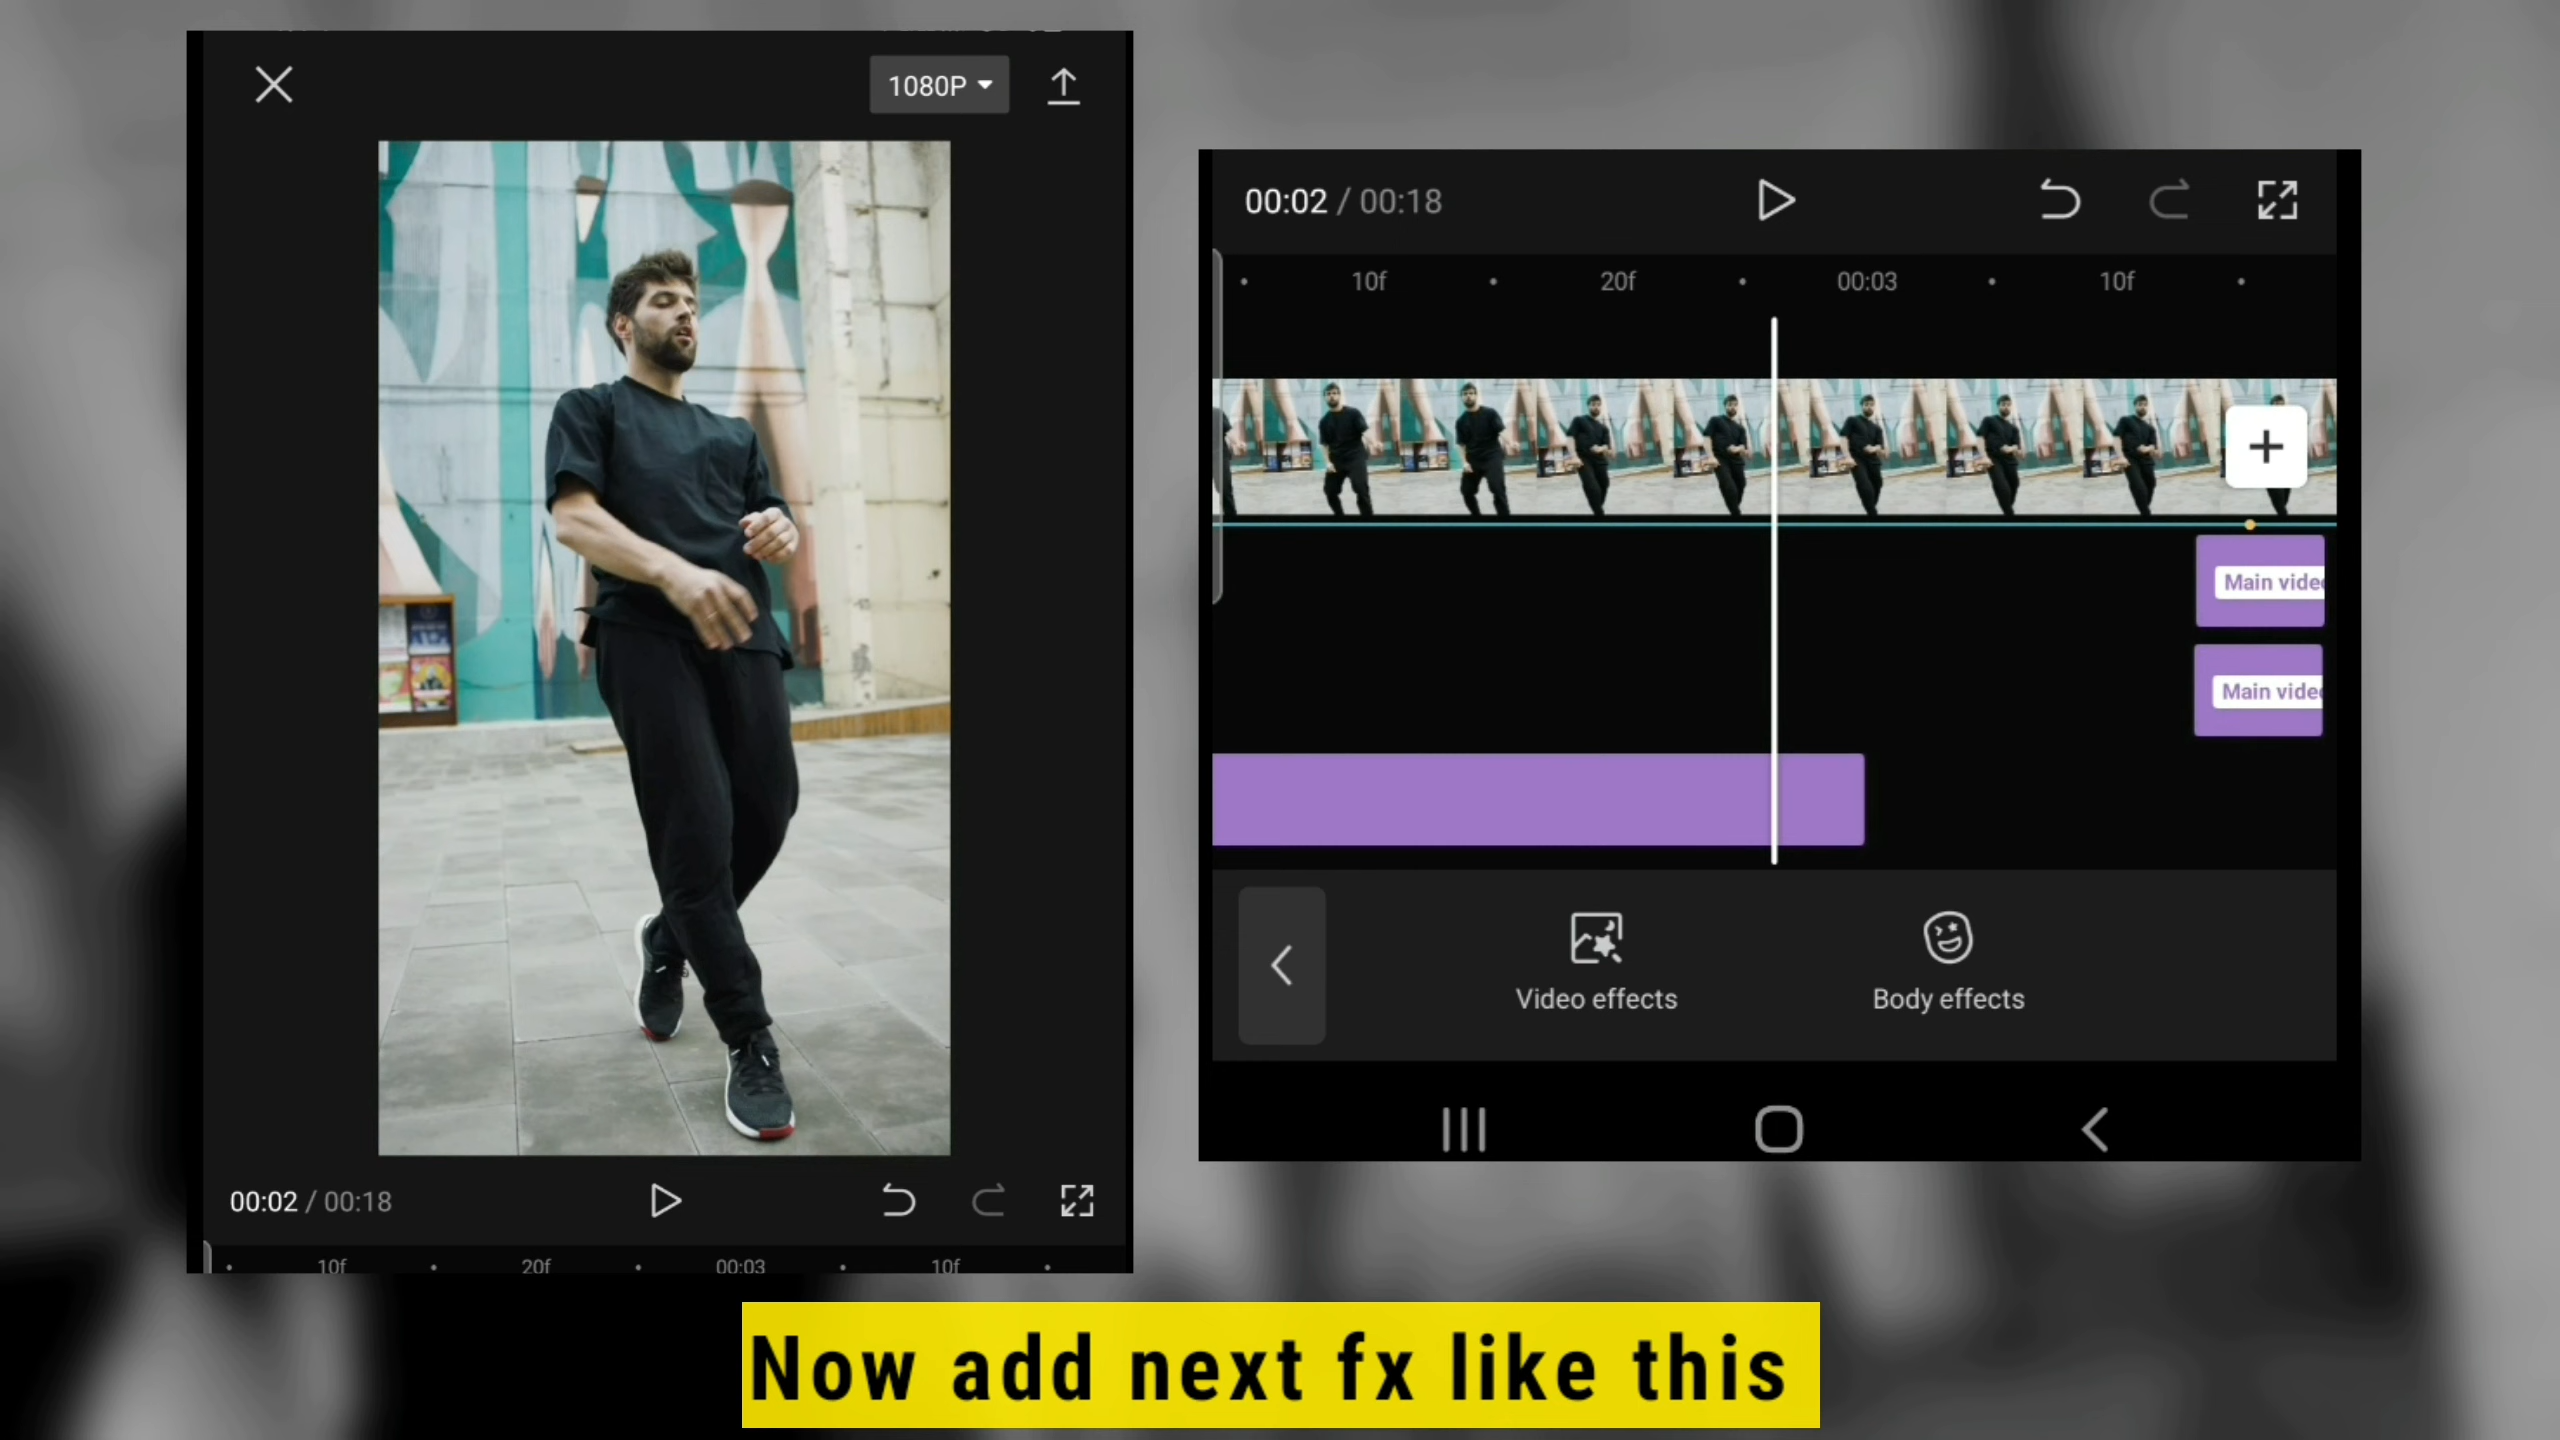 1080P
00:02 / 00:18
10f 20f 00:03 10f
00:02 / 00:18
10f 20f 00:03 10f
Main vide
Main vide
Video effects
Body effects
Now add next fx like this